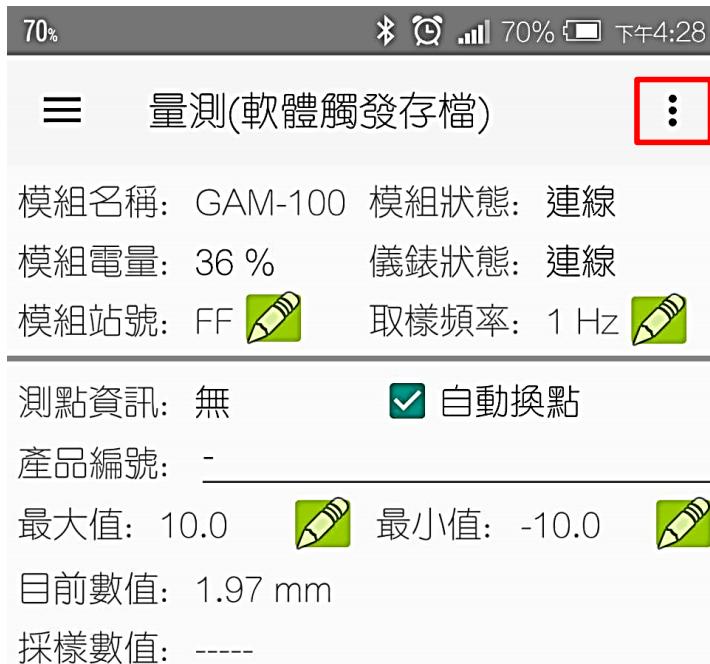 70% 70% 下午4:28
量測(軟體觸發存檔)
模組名稱: GAM-100 模組狀態: 連線
模組電量: 36 % 儀錶狀態: 連線
模組站號: FF 取樣頻率: 1 Hz
測點資訊: 無 自動換點
產品編號: -
最大值: 10.0 最小值: -10.0
目前數值: 1.97 mm
採樣數值: -----